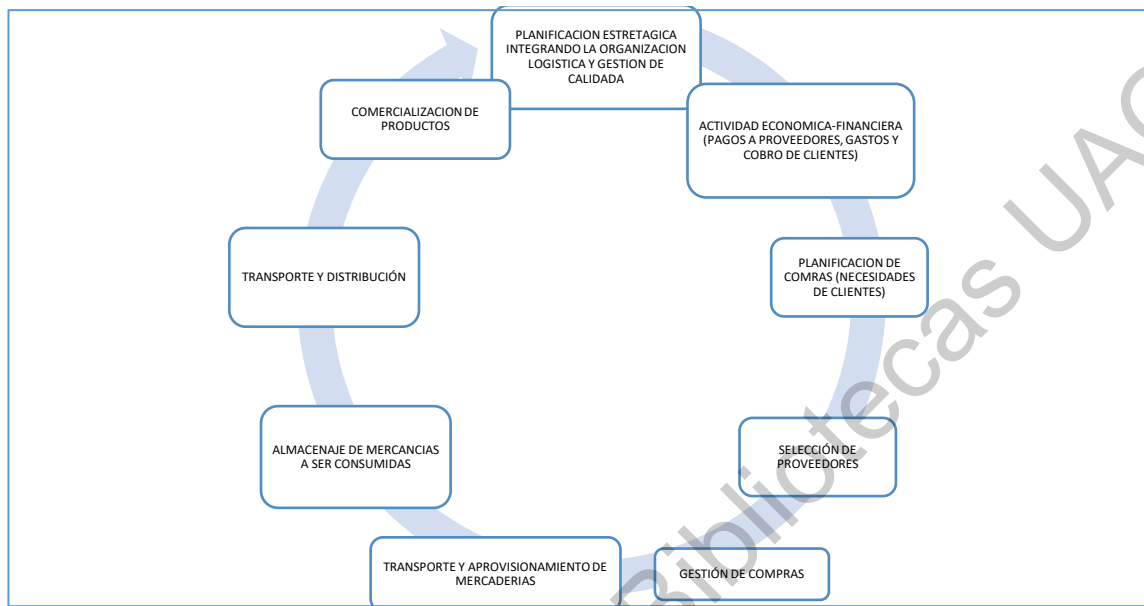 PLANIFICACION ESTRETAGICA
INTEGRANDO LA ORGANIZACION
LOGISTICA Y GESTION DE
CALIDADA
ACTIVIDAD ECONOMICA-FINANCIERA
(PAGOS A PROVEEDORES, GASTOS Y
COBRO DE CLIENTES)
PLANIFICACION DE
COMRAS (NECESIDADES
DE CLIENTES)
SELECCIÓN DE
PROVEEDORES
GESTIÓN DE COMPRAS
TRANSPORTE Y APROVISIONAMIENTO DE
MERCADERIAS
ALMACENAJE DE MERCANCIAS
A SER CONSUMIDAS
TRANSPORTE Y DISTRIBUCIÓN
COMERCIALIZACION DE
PRODUCTOS
Bibliotecas